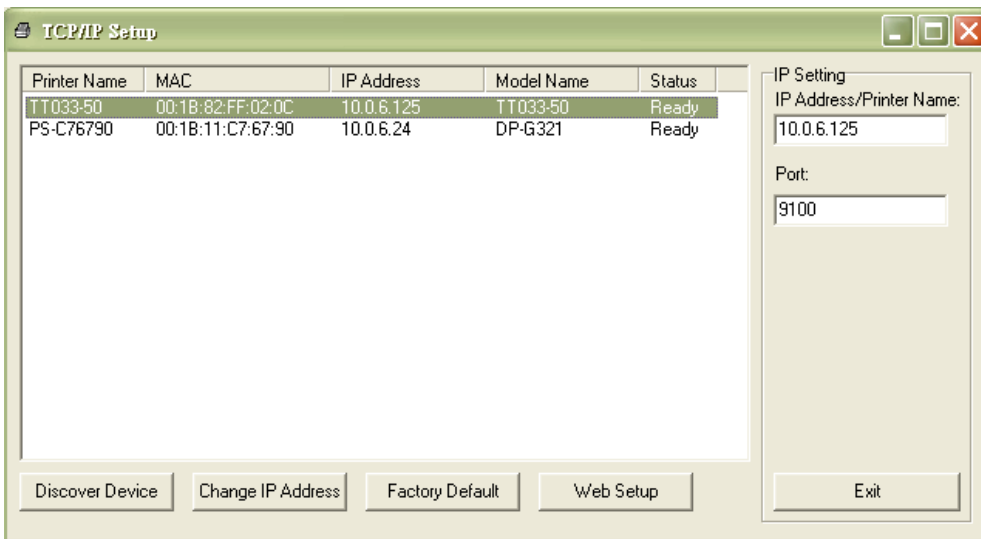 TCP/IP Setup
Printer Name MAC IP Address Model Name Status
TT033-50 00:1B:82:FF:02:0C 10.0.6.125 TT033-50 Ready
PS-C76790 00:1B:11:C7:67:90 10.0.6.24 DP-G321 Ready
IP Setting
IP Address/Printer Name:
10.0.6.125
Port:
9100
Discover Device Change IP Address Factory Default Web Setup Exit